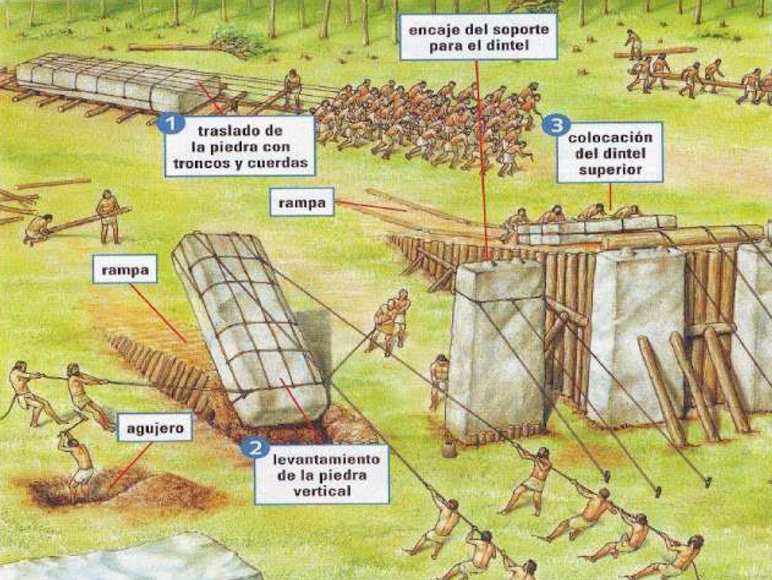 encaje del soporte
para el dintel
1
traslado de
la piedra con
troncos y cuerdas
3
colocación
del dintel
superior
rampa
rampa
agujero
2
levantamiento
de la piedra
vertical